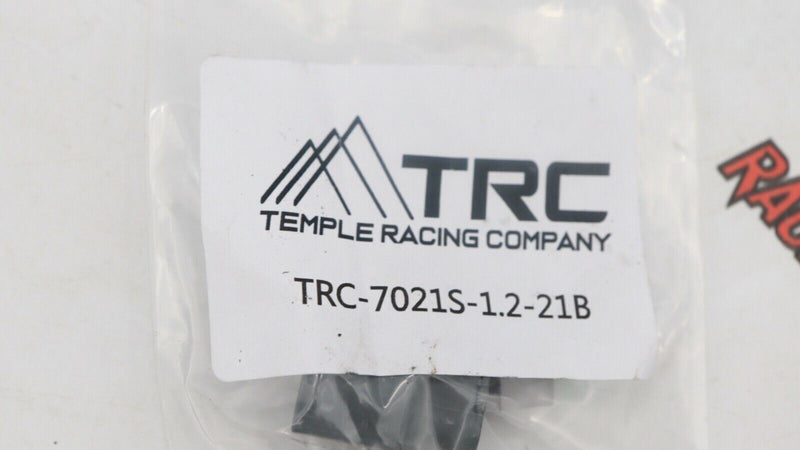 TRC
TEMPLE RACING COMPANY
TRC-7021S-1.2-21B